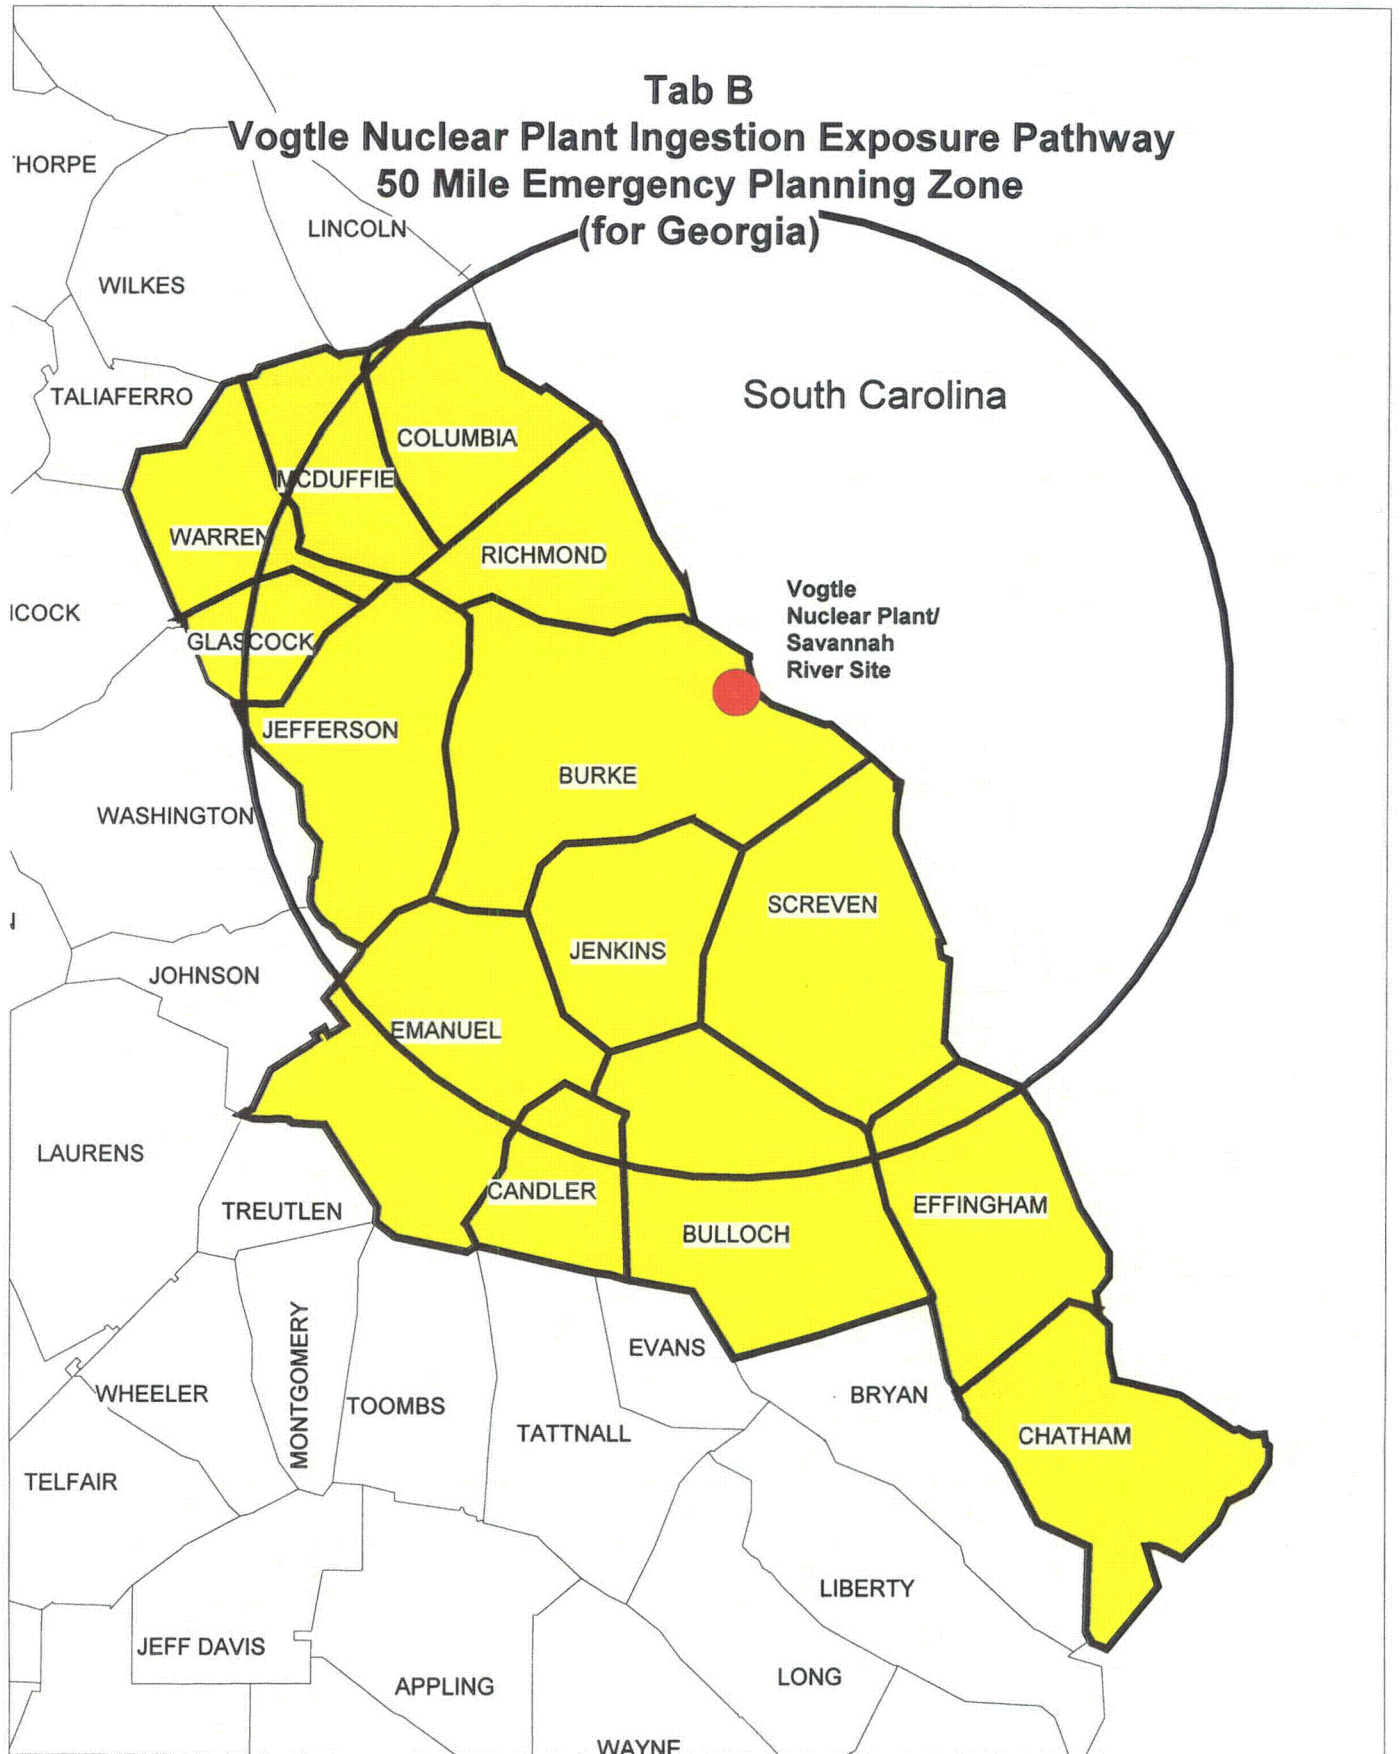 Tab B
Vogtle Nuclear Plant Ingestion Exposure Pathway
50 Mile Emergency Planning Zone
(for Georgia)
HORPE
LINCOLN
WILKES
TALIAFERRO
South Carolina
COLUMBIA
MCDUFFIE
WARREN
RICHMOND
Vogtle
Nuclear Plant/
Savannah
River Site
COCK
GLASCOCK
JEFFERSON
BURKE
WASHINGTON
SCREVEN
JENKINS
JOHNSON
EMANUEL
LAURENS
CANDLER
TREUTLEN
EFFINGHAM
BULLOCH
MONTGOMERY
EVANS
WHEELER
BRYAN
TOOMBS
TATTNALL
CHATHAM
TELFAIR
LIBERTY
JEFF DAVIS
LONG
APPLING
WAYNE